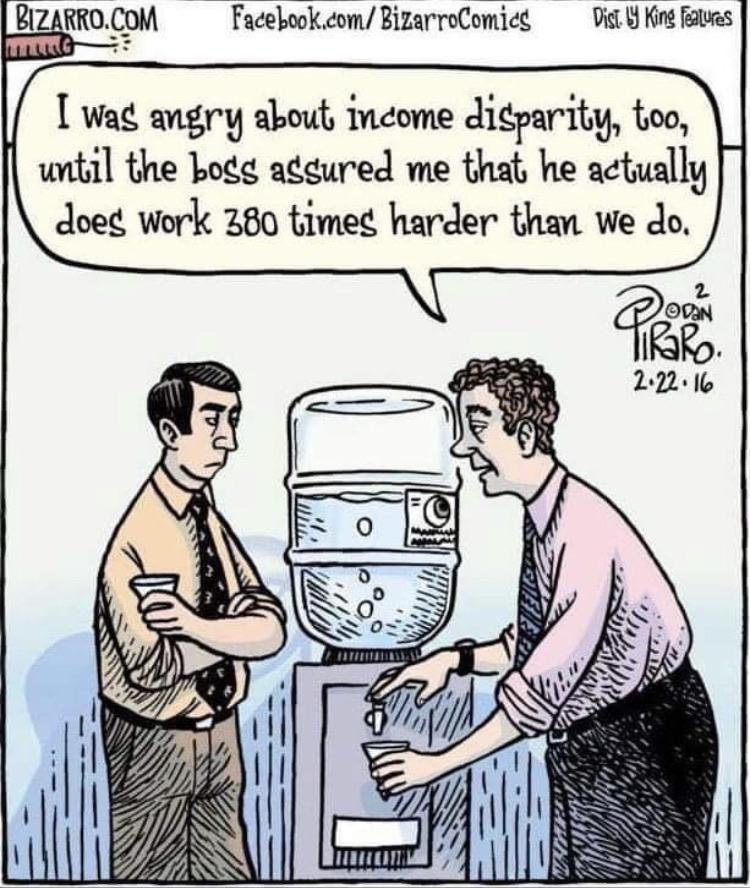 BIZARRO.COM Facebook.com/BizarroComics Dist. by King Features
I was angry about income disparity, too,
until the boss assured me that he actually
does work 380 times harder than we do.
2
©DAN
PIRARO.
2.22.16